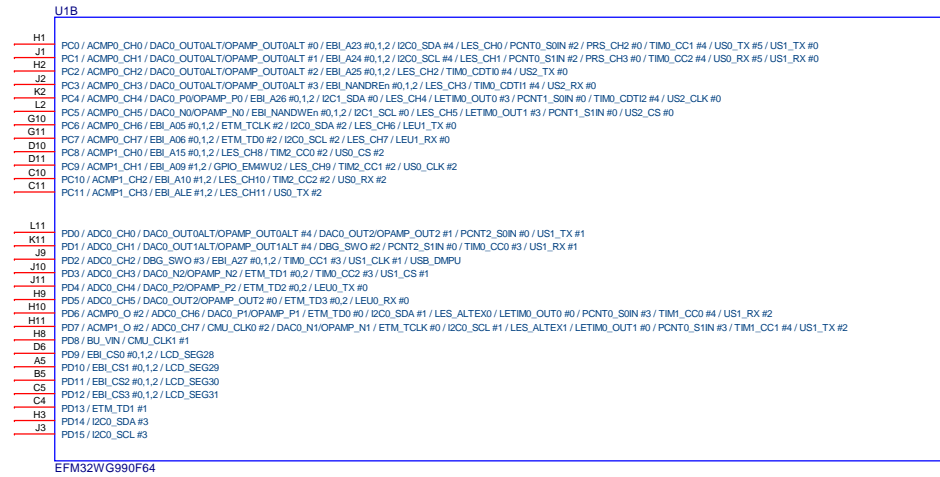 U1B
H1 PC0 / ACMP0_CH0 / DAC0_OUT0ALT/OPAMP_OUT0ALT #0 / EBI_A23 #0,1,2 / I2C0_SDA #4 / LES_CH0 / PCNT0_S0IN #2 / PRS_CH2 #0 / TIM0_CC1 #4 / US0_TX #5 / US1_TX #0
J1 PC1 / ACMP0_CH1 / DAC0_OUT0ALT/OPAMP_OUT0ALT #1 / EBI_A24 #0,1,2 / I2C0_SCL #4 / LES_CH1 / PCNT0_S1IN #2 / PRS_CH3 #0 / TIM0_CC2 #4 / US0_RX #5 / US1_RX #0
H2 PC2 / ACMP0_CH2 / DAC0_OUT0ALT/OPAMP_OUT0ALT #2 / EBI_A25 #0,1,2 / LES_CH2 / TIM0_CDTI0 #4 / US2_TX #0
J2 PC3 / ACMP0_CH3 / DAC0_OUT0ALT/OPAMP_OUT0ALT #3 / EBI_NANDREn #0,1,2 / LES_CH3 / TIM0_CDTI1 #4 / US2_RX #0
K2 PC4 / ACMP0_CH4 / DAC0_P0/OPAMP_P0 / EBI_A26 #0,1,2 / I2C1_SDA #0 / LES_CH4 / LETIM0_OUT0 #3 / PCNT1_S0IN #0 / TIM0_CDTI2 #4 / US2_CLK #0
L2 PC5 / ACMP0_CH5 / DAC0_N0/OPAMP_N0 / EBI_NANDWEn #0,1,2 / I2C1_SCL #0 / LES_CH5 / LETIM0_OUT1 #3 / PCNT1_S1IN #0 / US2_CS #0
G10 PC6 / ACMP0_CH6 / EBI_A05 #0,1,2 / ETM_TCLK #2 / I2C0_SDA #2 / LES_CH6 / LEU1_TX #0
G11 PC7 / ACMP0_CH7 / EBI_A06 #0,1,2 / ETM_TD0 #2 / I2C0_SCL #2 / LES_CH7 / LEU1_RX #0
D10 PC8 / ACMP1_CH0 / EBI_A15 #0,1,2 / LES_CH8 / TIM2_CC0 #2 / US0_CS #2
D11 PC9 / ACMP1_CH1 / EBI_A09 #1,2 / GPIO_EM4WU2 / LES_CH9 / TIM2_CC1 #2 / US0_CLK #2
C10 PC10 / ACMP1_CH2 / EBI_A10 #1,2 / LES_CH10 / TIM2_CC2 #2 / US0_RX #2
C11 PC11 / ACMP1_CH3 / EBI_ALE #1,2 / LES_CH11 / US0_TX #2
L11 PD0 / ADC0_CH0 / DAC0_OUT0ALT/OPAMP_OUT0ALT #4 / DAC0_OUT2/OPAMP_OUT2 #1 / PCNT2_S0IN #0 / US1_TX #1
K11 PD1 / ADC0_CH1 / DAC0_OUT1ALT/OPAMP_OUT1ALT #4 / DBG_SWO #2 / PCNT2_S1IN #0 / TIM0_CC0 #3 / US1_RX #1
J9 PD2 / ADC0_CH2 / DBG_SWO #3 / EBI_A27 #0,1,2 / TIM0_CC1 #3 / US1_CLK #1 / USB_DMPU
J10 PD3 / ADC0_CH3 / DAC0_N2/OPAMP_N2 / ETM_TD1 #0,2 / TIM0_CC2 #3 / US1_CS #1
J11 PD4 / ADC0_CH4 / DAC0_P2/OPAMP_P2 / ETM_TD2 #0,2 / LEU0_TX #0
H9 PD5 / ADC0_CH5 / DAC0_OUT2/OPAMP_OUT2 #0 / ETM_TD3 #0,2 / LEU0_RX #0
H10 PD6 / ACMP0_O #2 / ADC0_CH6 / DAC0_P1/OPAMP_P1 / ETM_TD0 #0 / I2C0_SDA #1 / LES_ALTEX0 / LETIM0_OUT0 #0 / PCNT0_S0IN #3 / TIM1_CC0 #4 / US1_RX #2
H11 PD7 / ACMP1_O #2 / ADC0_CH7 / CMU_CLK0 #2 / DAC0_N1/OPAMP_N1 / ETM_TCLK #0 / I2C0_SCL #1 / LES_ALTEX1 / LETIM0_OUT1 #0 / PCNT0_S1IN #3 / TIM1_CC1 #4 / US1_TX #2
H8 PD8 / BU_VIN / CMU_CLK1 #1
D6 PD9 / EBI_CS0 #0,1,2 / LCD_SEG28
A5 PD10 / EBI_CS1 #0,1,2 / LCD_SEG29
B5 PD11 / EBI_CS2 #0,1,2 / LCD_SEG30
C5 PD12 / EBI_CS3 #0,1,2 / LCD_SEG31
C4 PD13 / ETM_TD1 #1
H3 PD14 / I2C0_SDA #3
J3 PD15 / I2C0_SCL #3
EFM32WG990F64